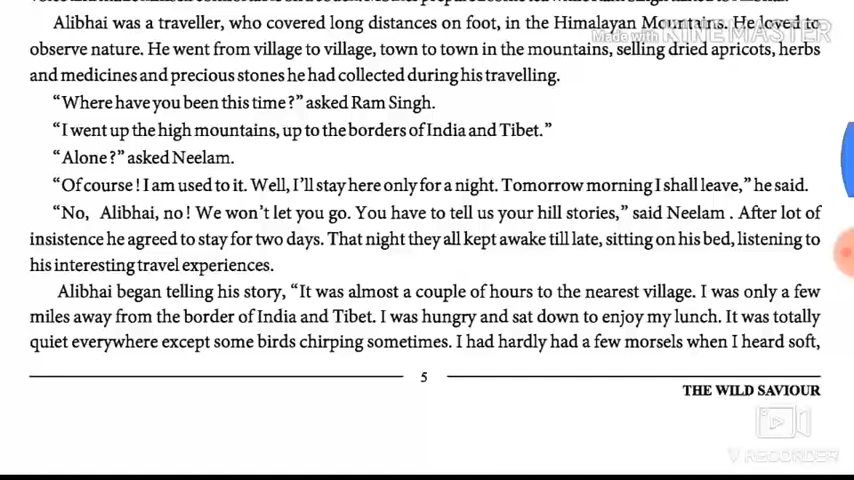 Alibhai was a traveller, who covered long distances on foot, in the Himalayan Mountains. He loved to
observe nature. He went from village to village, town to town in the mountains, selling dried apricots, herbs
and medicines and precious stones he had collected during his travelling.
“Where have you been this time?” asked Ram Singh.
“I went up the high mountains, up to the borders of India and Tibet.”
“Alone?” asked Neelam.
“Of course! I am used to it. Well, I’ll stay here only for a night. Tomorrow morning I shall leave,” he said.
“No, Alibhai, no! We won’t let you go. You have to tell us your hill stories,” said Neelam . After lot of
insistence he agreed to stay for two days. That night they all kept awake till late, sitting on his bed, listening to
his interesting travel experiences.
Alibhai began telling his story, “It was almost a couple of hours to the nearest village. I was only a few
miles away from the border of India and Tibet. I was hungry and sat down to enjoy my lunch. It was totally
quiet everywhere except some birds chirping sometimes. I had hardly had a few morsels when I heard soft,
5
THE WILD SAVIOUR
Made with KINEMASTER
V RECORDER